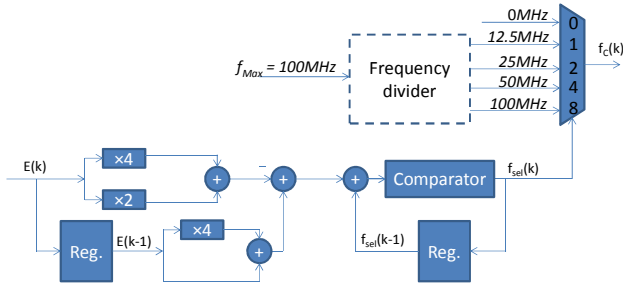 0MHz
0
12.5MHz
1
f_C(k)
f_Max = 100MHz
Frequency
divider
25MHz
2
50MHz
4
100MHz
8
E(k)
×4
×2
+
−
+
+
Comparator
f_sel(k)
Reg.
E(k-1)
×4
+
f_sel(k-1)
Reg.